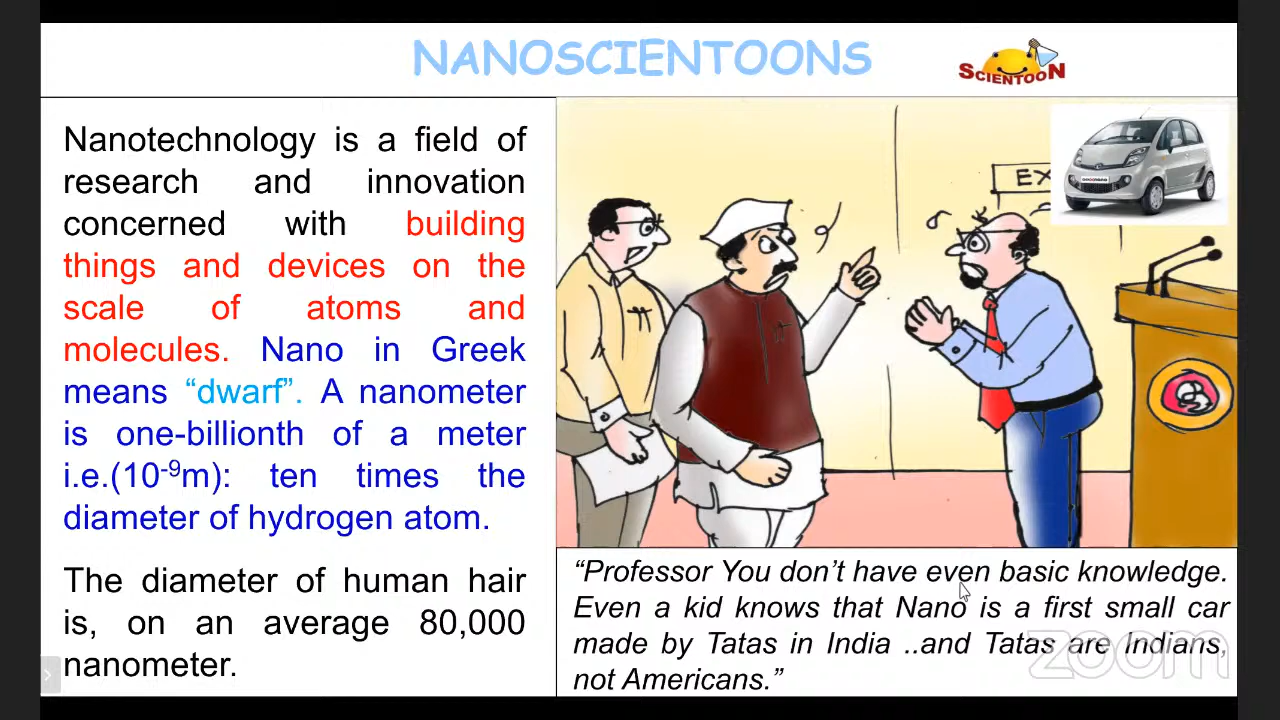 NANOSCIENTOONS
SCIENTOON
Nanotechnology is a field of
research and innovation
concerned with building
things and devices on the
scale of atoms and
molecules. Nano in Greek
means “dwarf”. A nanometer
is one-billionth of a meter
i.e.(10⁻⁹m): ten times the
diameter of hydrogen atom.
The diameter of human hair
is, on an average 80,000
nanometer.
EX
“Professor You don’t have even basic knowledge.
Even a kid knows that Nano is a first small car
made by Tatas in India ..and Tatas are Indians,
not Americans.”
zoom